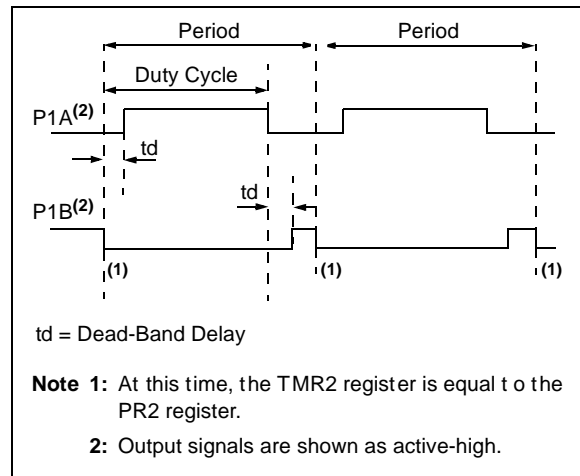 Period Period
Duty Cycle
P1A(2)
td
td
P1B(2)
(1) (1) (1)
td = Dead-Band Delay
Note 1: At this time, the TMR2 register is equal t o the
PR2 register.
2: Output signals are shown as active-high.